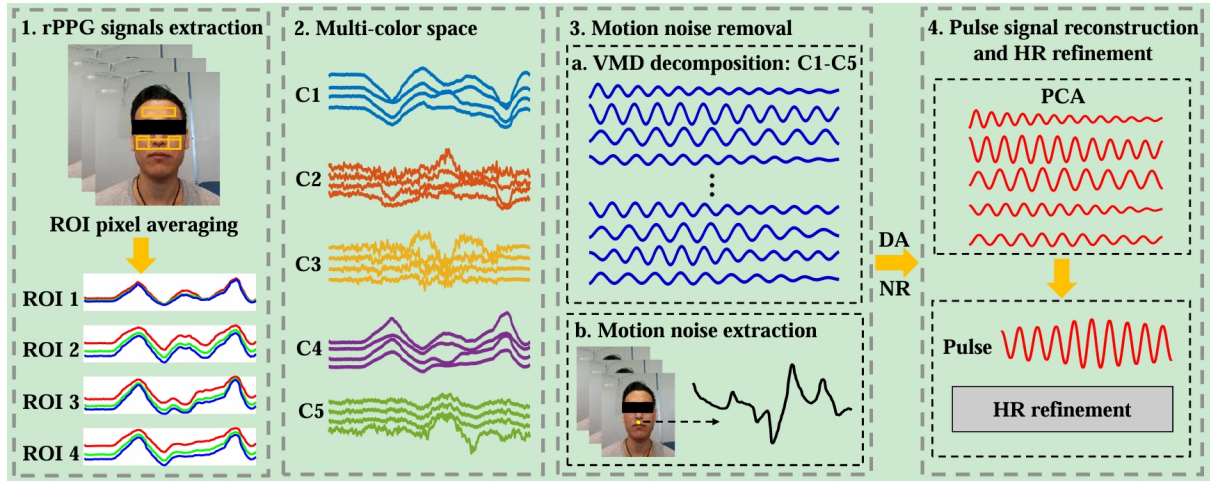 1. rPPG signals extraction
ROI pixel averaging
ROI 1
ROI 2
ROI 3
ROI 4
2. Multi-color space
C1
C2
C3
C4
C5
3. Motion noise removal
a. VMD decomposition: C1-C5
b. Motion noise extraction
DA
NR
4. Pulse signal reconstruction
and HR refinement
PCA
Pulse
HR refinement